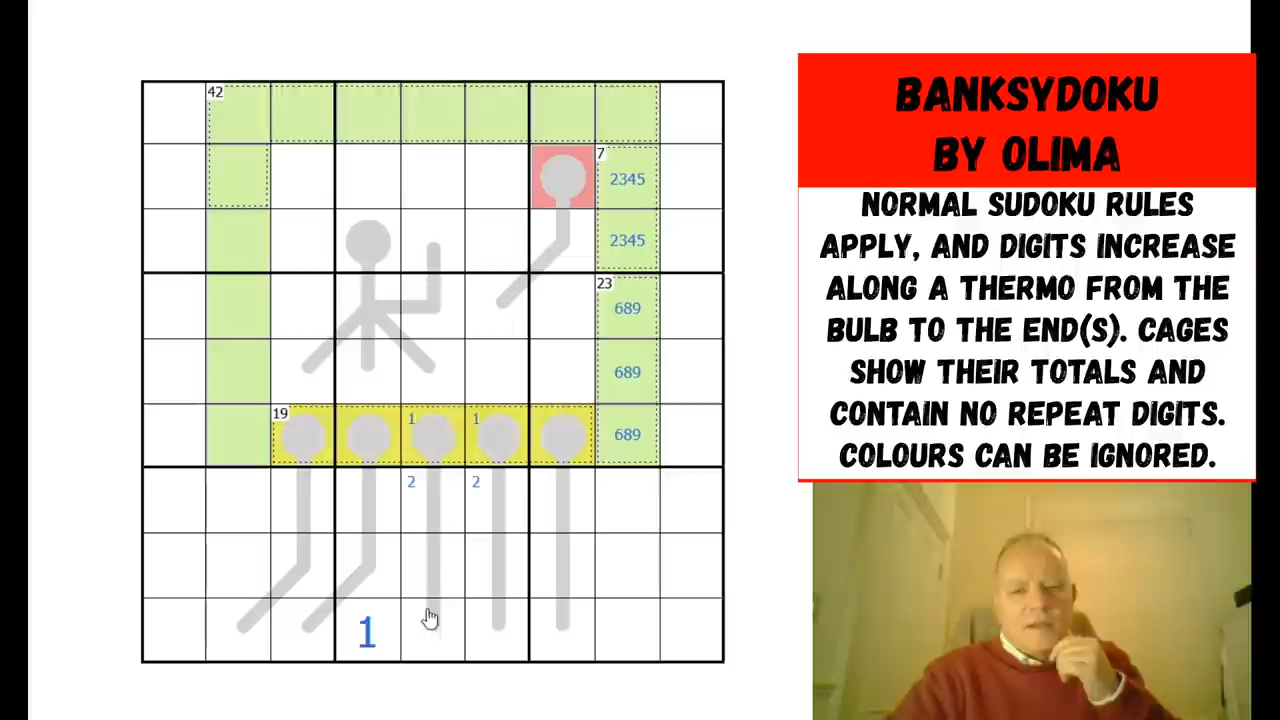 BANKSYDOKU
BY OLIMA
NORMAL SUDOKU RULES
APPLY, AND DIGITS INCREASE
ALONG A THERMO FROM THE
BULB TO THE END(S). CAGES
SHOW THEIR TOTALS AND
CONTAIN NO REPEAT DIGITS.
COLOURS CAN BE IGNORED.
42
7
2345
2345
23
689
689
19
1
1
689
2
2
1